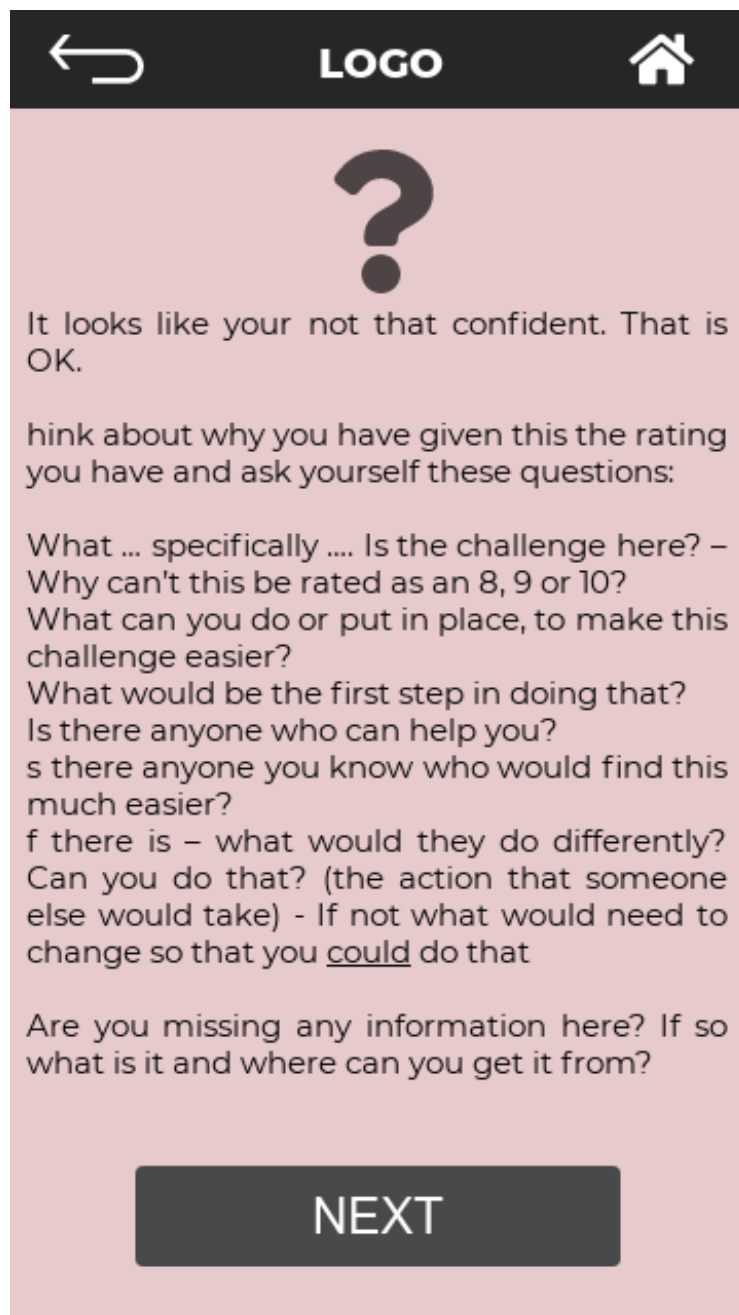 LOGO
?
It looks like your not that confident. That is
OK.
hink about why you have given this the rating
you have and ask yourself these questions:
What ... specifically .... Is the challenge here? –
Why can't this be rated as an 8, 9 or 10?
What can you do or put in place, to make this
challenge easier?
What would be the first step in doing that?
Is there anyone who can help you?
s there anyone you know who would find this
much easier?
f there is – what would they do differently?
Can you do that? (the action that someone
else would take) - If not what would need to
change so that you could do that
Are you missing any information here? If so
what is it and where can you get it from?
NEXT